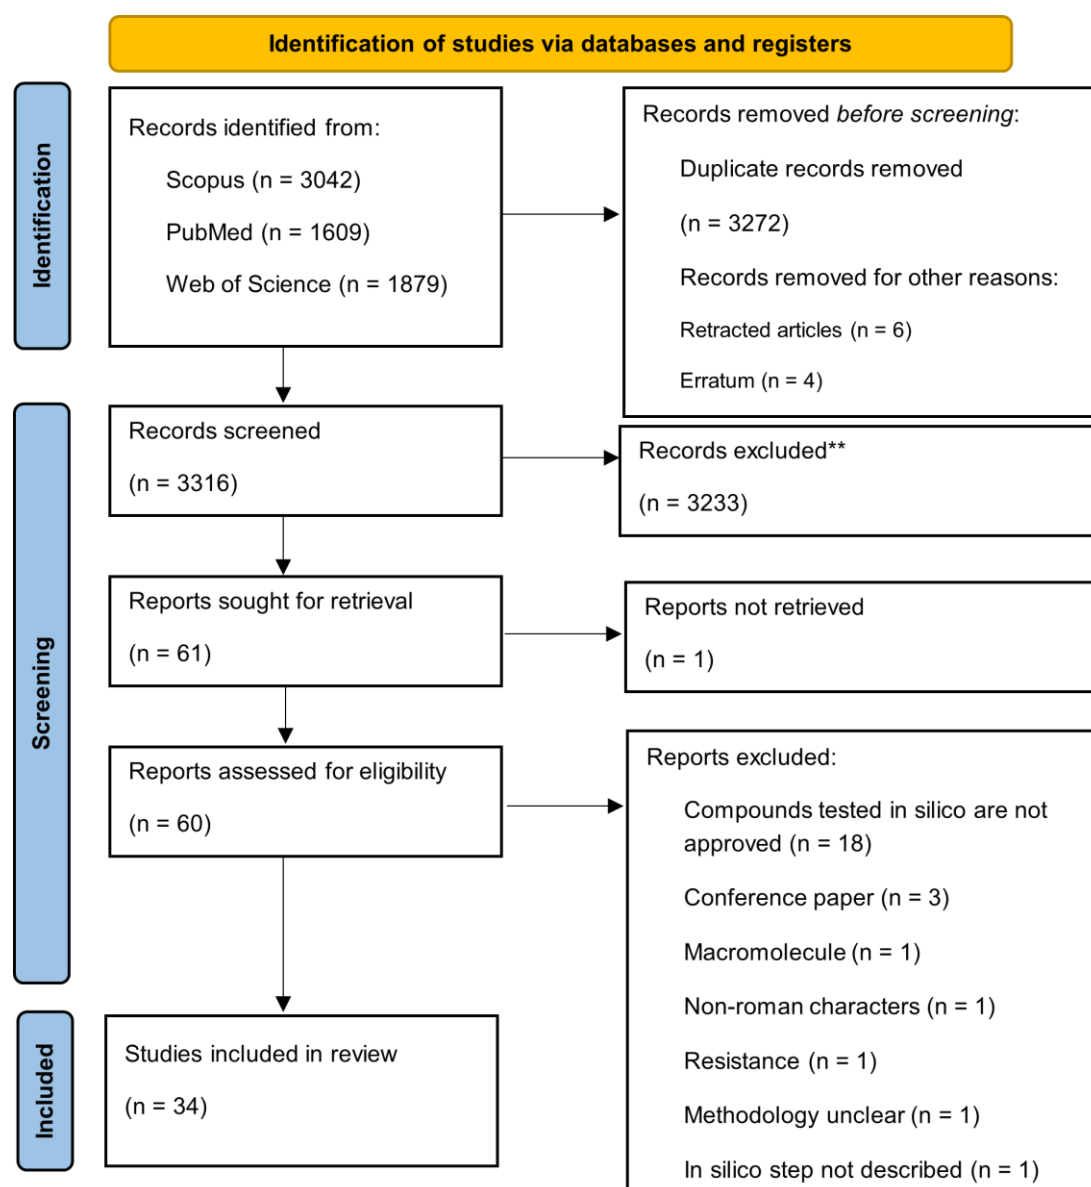 Identification of studies via databases and registers
Identification
Records identified from:
Scopus (n = 3042)
PubMed (n = 1609)
Web of Science (n = 1879)
Records removed before screening:
Duplicate records removed
(n = 3272)
Records removed for other reasons:
Retracted articles (n = 6)
Erratum (n = 4)
Screening
Records screened
(n = 3316)
Records excluded**
(n = 3233)
Reports sought for retrieval
(n = 61)
Reports not retrieved
(n = 1)
Reports assessed for eligibility
(n = 60)
Reports excluded:
Compounds tested in silico are not
approved (n = 18)
Conference paper (n = 3)
Macromolecule (n = 1)
Non-roman characters (n = 1)
Resistance (n = 1)
Methodology unclear (n = 1)
In silico step not described (n = 1)
Included
Studies included in review
(n = 34)